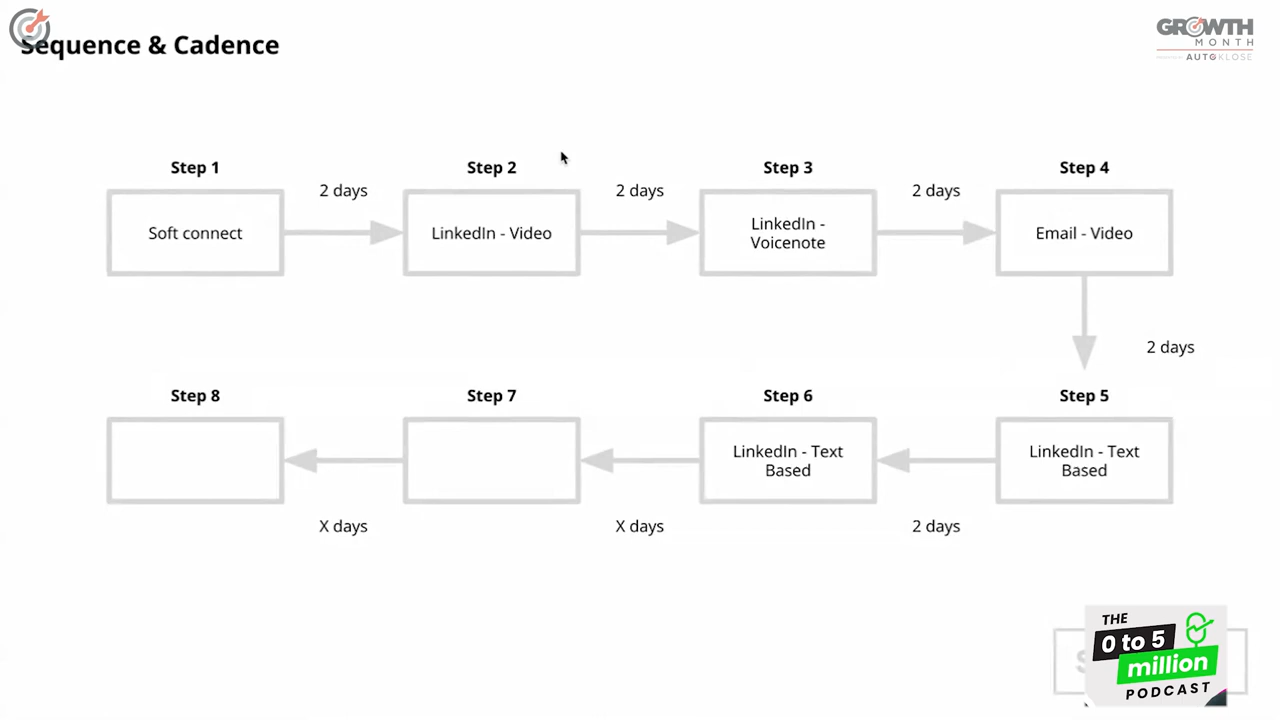 Sequence & Cadence
GROWTH
MONTH
AUTOKLOSE
Step 1
Step 2
Step 3
Step 4
2 days
2 days
2 days
Soft connect
LinkedIn - Video
LinkedIn -
Voicenote
Email - Video
2 days
Step 8
Step 7
Step 6
Step 5
LinkedIn - Text
Based
LinkedIn - Text
Based
X days
X days
2 days
THE
0 to 5
million
PODCAST